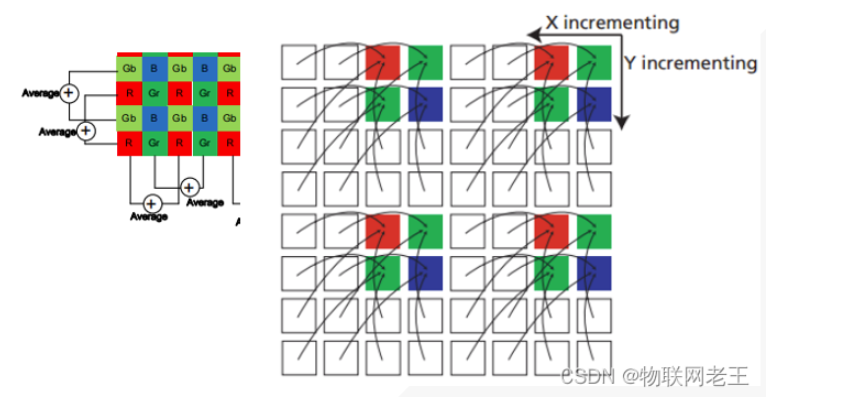 X incrementing
Y incrementing
Gb B Gb B Gb
R Gr R Gr R
Gb B Gb B Gb
R Gr R Gr R
Average +
Average +
+
Average
+
Average
A
CSDN @物联网老王